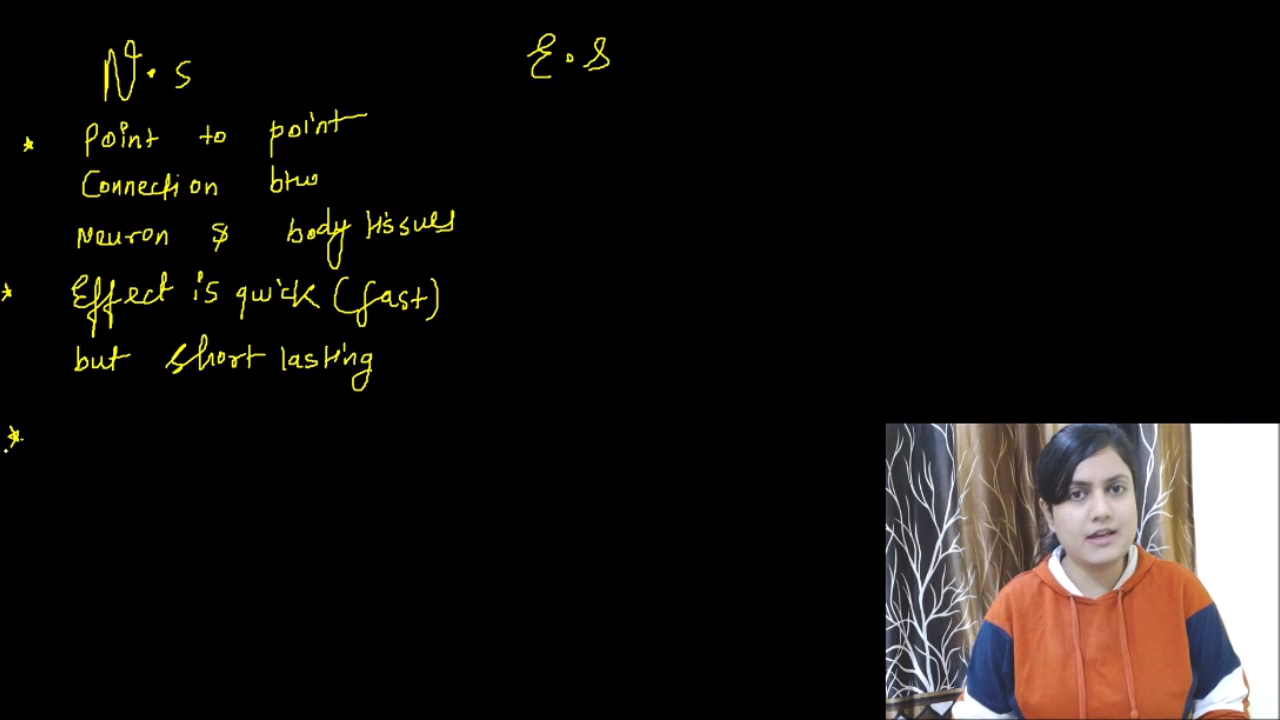 N.S
E.S
* Point to point
Connection btw
Neuron & body tissues
* Effect is quick (fast)
but short lasting
*